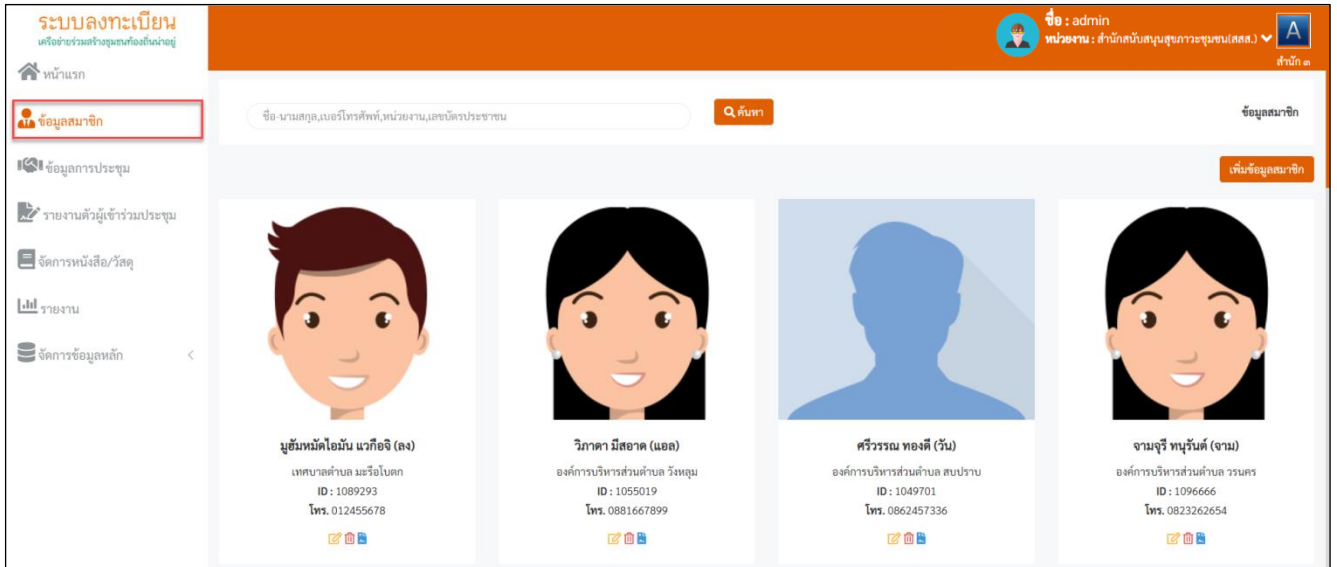 ระบบลงทะเบียน
เครือข่ายร่วมสร้างชุมชนท้องถิ่นน่าอยู่
ชื่อ : admin
หน่วยงาน : สำนักสนับสนุนสุขภาวะชุมชน(สสส.)
A
สำนัก ๓
หน้าแรก
ข้อมูลสมาชิก
ข้อมูลการประชุม
รายงานตัวผู้เข้าร่วมประชุม
จัดการหนังสือ/วัสดุ
รายงาน
จัดการข้อมูลหลัก
ชื่อ-นามสกุล,เบอร์โทรศัพท์,หน่วยงาน,เลขบัตรประชาชน
ค้นหา
ข้อมูลสมาชิก
เพิ่มข้อมูลสมาชิก
มูฮัมหมัดไอมัน แวกือจิ (ลง)
เทศบาลตำบล มะรือโบตก
ID : 1089293
โทร. 012455678
วิภาดา มีสอาด (แอล)
องค์การบริหารส่วนตำบล วังหลุม
ID : 1055019
โทร. 0881667899
ศรีวรรณ ทองดี (วัน)
องค์การบริหารส่วนตำบล สบปราบ
ID : 1049701
โทร. 0862457336
จามจุรี ทนุรันต์ (จาม)
องค์การบริหารส่วนตำบล วรนคร
ID : 1096666
โทร. 0823262654